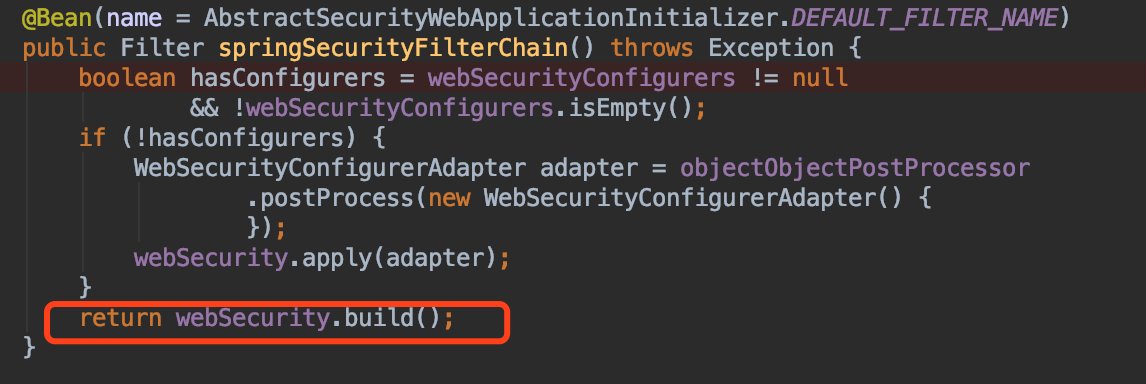 @Bean(name = AbstractSecurityWebApplicationInitializer.DEFAULT_FILTER_NAME)
public Filter springSecurityFilterChain() throws Exception {
    boolean hasConfigurers = webSecurityConfigurers != null
            && !webSecurityConfigurers.isEmpty();
    if (!hasConfigurers) {
        WebSecurityConfigurerAdapter adapter = objectObjectPostProcessor
                .postProcess(new WebSecurityConfigurerAdapter() {
                });
        webSecurity.apply(adapter);
    }
    return webSecurity.build();
}